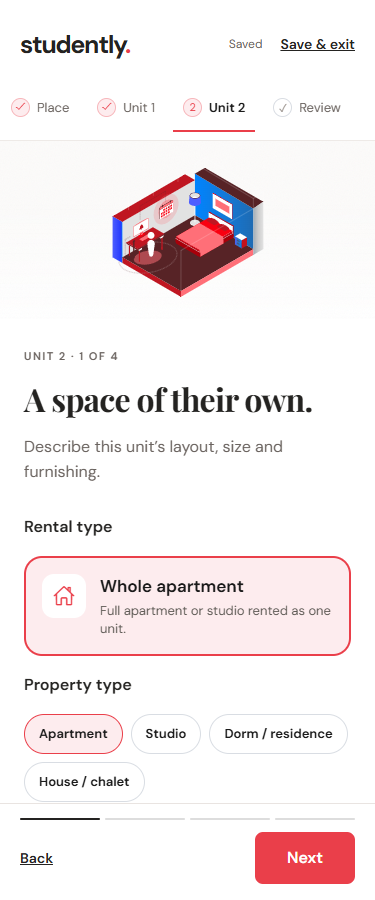 studently.
Saved
Save & exit
Place
Unit 1
2
Unit 2
Review
UNIT 2 · 1 OF 4
A space of their own.
Describe this unit’s layout, size and
furnishing.
Rental type
Whole apartment
Full apartment or studio rented as one
unit.
Property type
Apartment
Studio
Dorm / residence
House / chalet
Back
Next